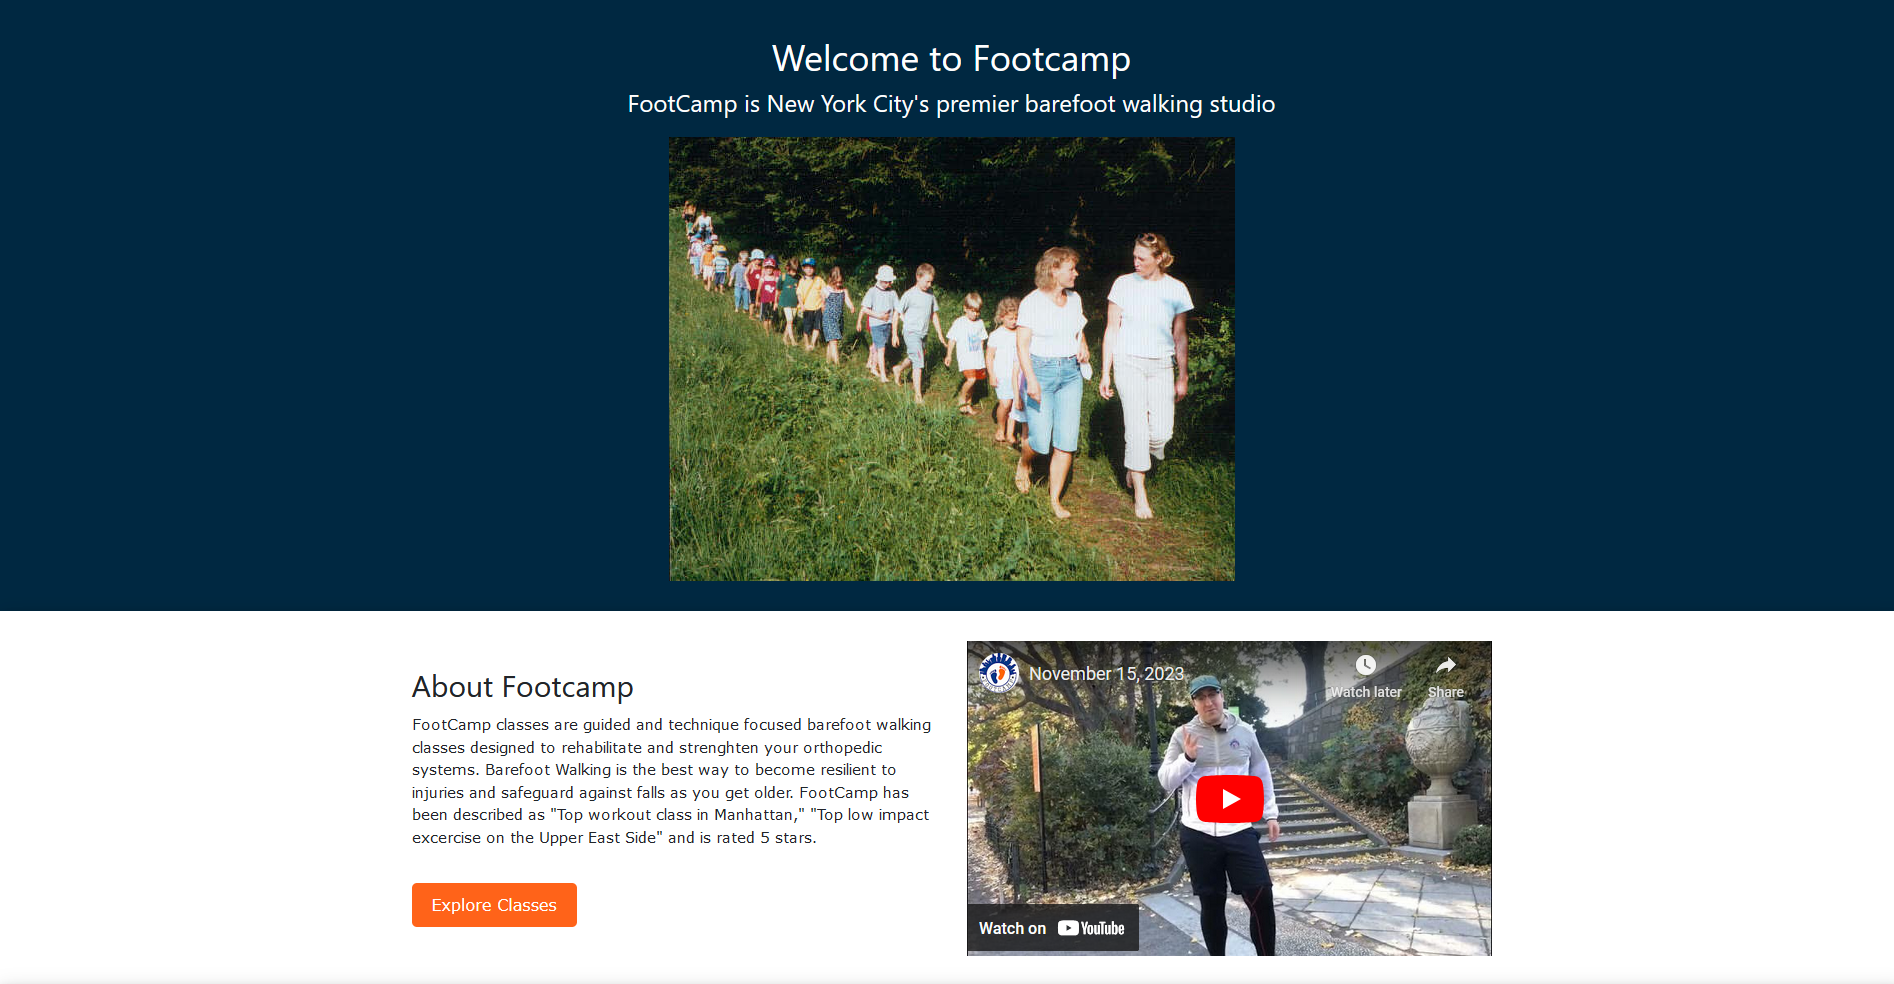 Welcome to Footcamp
FootCamp is New York City's premier barefoot walking studio
About Footcamp
FootCamp classes are guided and technique focused barefoot walking
classes designed to rehabilitate and strenghten your orthopedic
systems. Barefoot Walking is the best way to become resilient to
injuries and safeguard against falls as you get older. FootCamp has
been described as "Top workout class in Manhattan," "Top low impact
excercise on the Upper East Side" and is rated 5 stars.
Explore Classes
November 15, 2023
Watch later
Share
Watch on YouTube